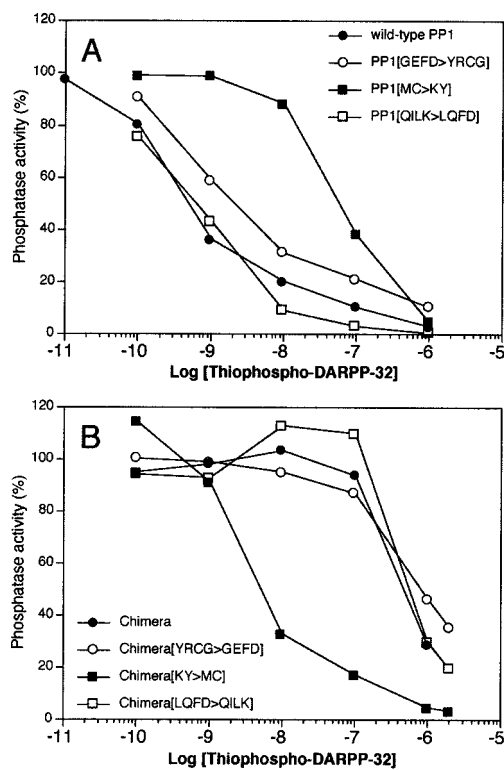 A
wild-type PP1
PP1[GEFD>YRCG]
PP1[MC>KY]
PP1[QILK>LQFD]
Phosphatase activity (%)
120
100
80
60
40
20
0
-11 -10 -9 -8 -7 -6 -5
Log [Thiophospho-DARPP-32]
B
Phosphatase activity (%)
120
100
80
60
40
20
0
Chimera
Chimera[YRCG>GEFD]
Chimera[KY>MC]
Chimera[LQFD>QILK]
-11 -10 -9 -8 -7 -6 -5
Log [Thiophospho-DARPP-32]